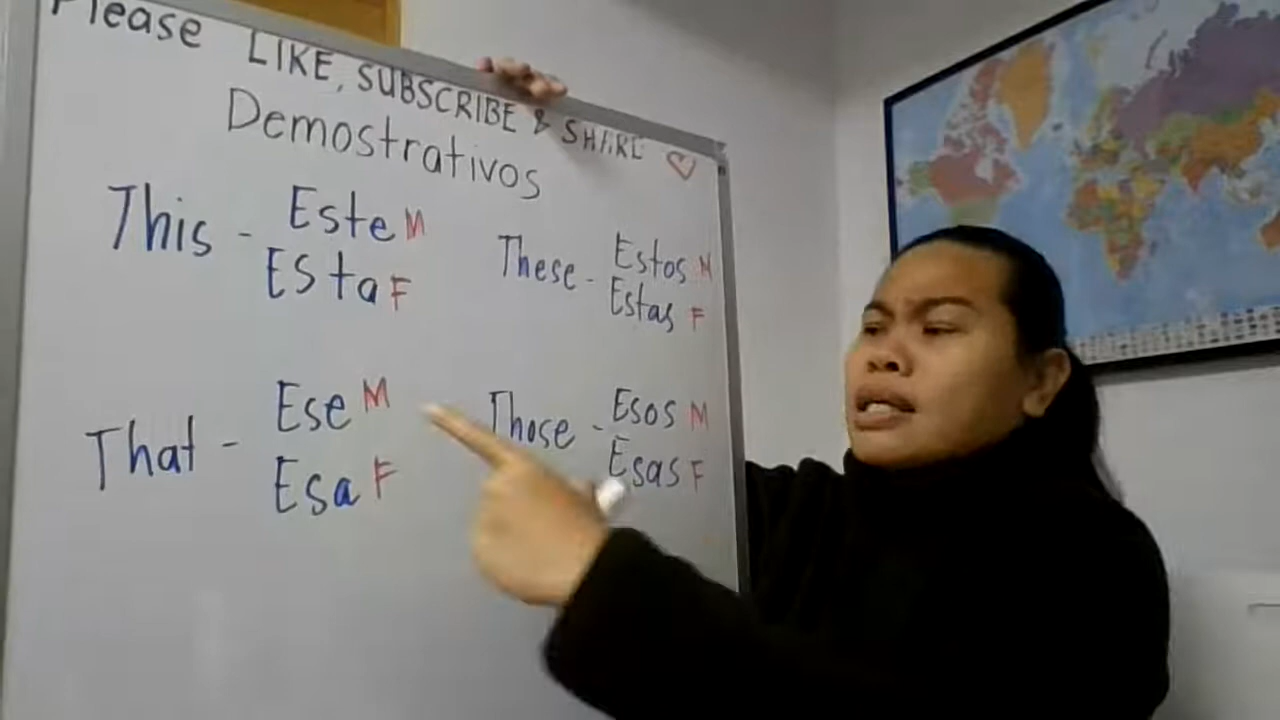 Please LIKE, SUBSCRIBE & SHARE
Demostrativos
This - Este M
Esta F
These - Estos M
Estas F
That - Ese M
Esa F
Those - Esos M
Esas F